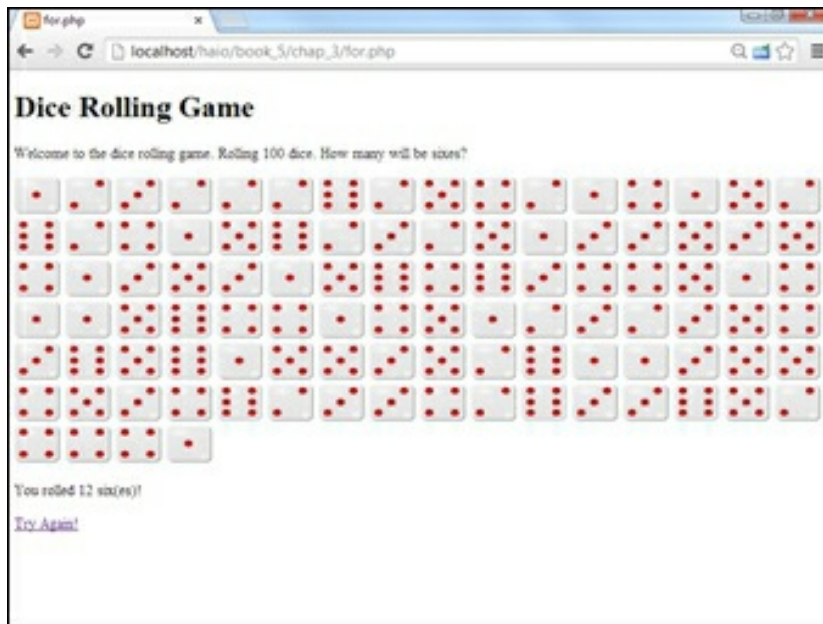 for.php
localhost/haio/book_5/chap_3/for.php
Dice Rolling Game
Welcome to the dice rolling game. Rolling 100 dice. How many will be sixes?
You rolled 12 six(es)!
Try Again!